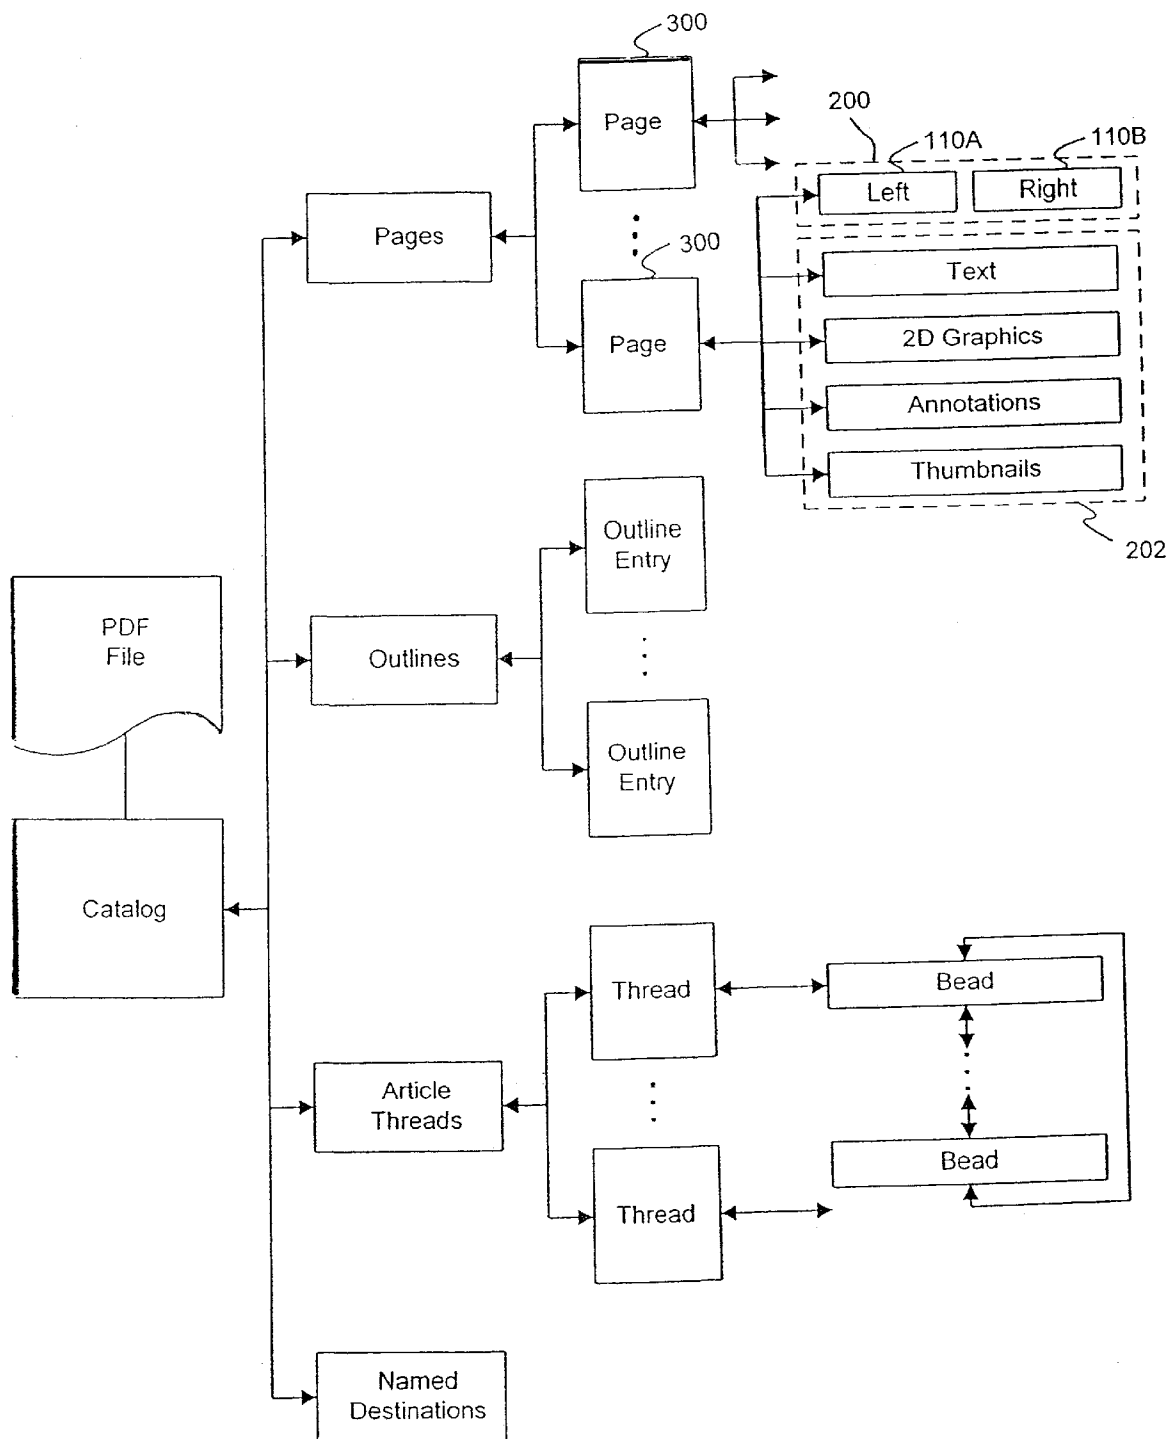 300
Page
200
110A
110B
Left
Right
Pages
300
Page
Text
2D Graphics
Annotations
Thumbnails
202
Outline
Entry
PDF
File
Outlines
Outline
Entry
Catalog
Thread
Bead
Article
Threads
Bead
Thread
Named
Destinations